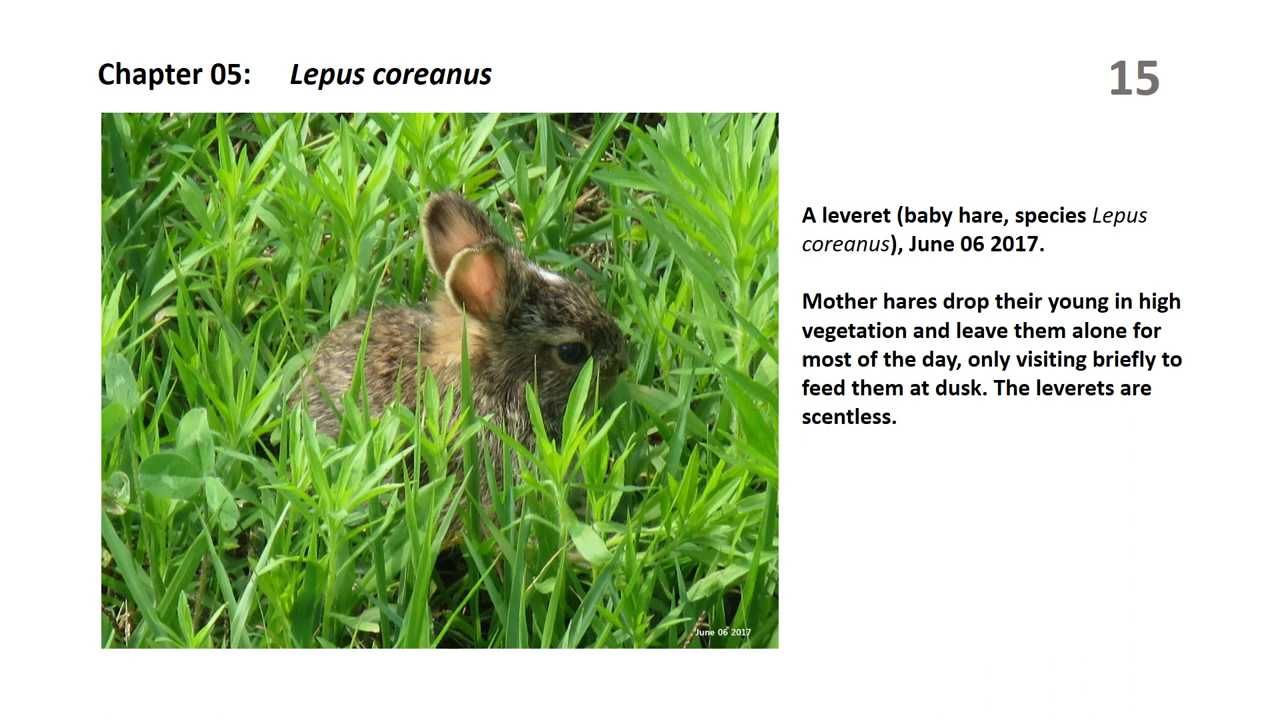 Chapter 05: Lepus coreanus
15
A leveret (baby hare, species Lepus
coreanus), June 06 2017.
Mother hares drop their young in high
vegetation and leave them alone for
most of the day, only visiting briefly to
feed them at dusk. The leverets are
scentless.
June 06 2017